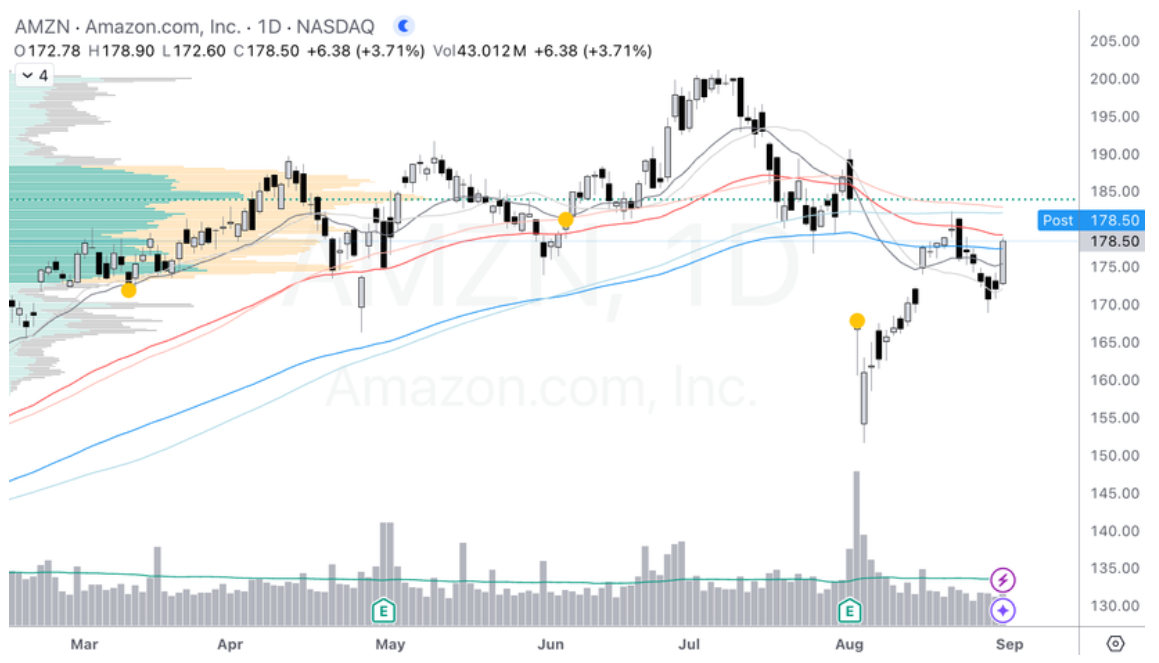 AMZN · Amazon.com, Inc. · 1D · NASDAQ
O172.78 H178.90 L172.60 C178.50 +6.38 (+3.71%) Vol43.012M +6.38 (+3.71%)
4
205.00
200.00
195.00
190.00
185.00
Post 178.50
178.50
175.00
170.00
165.00
160.00
155.00
150.00
145.00
140.00
135.00
130.00
AMZN, 1D
Amazon.com, Inc.
E
E
Mar Apr May Jun Jul Aug Sep